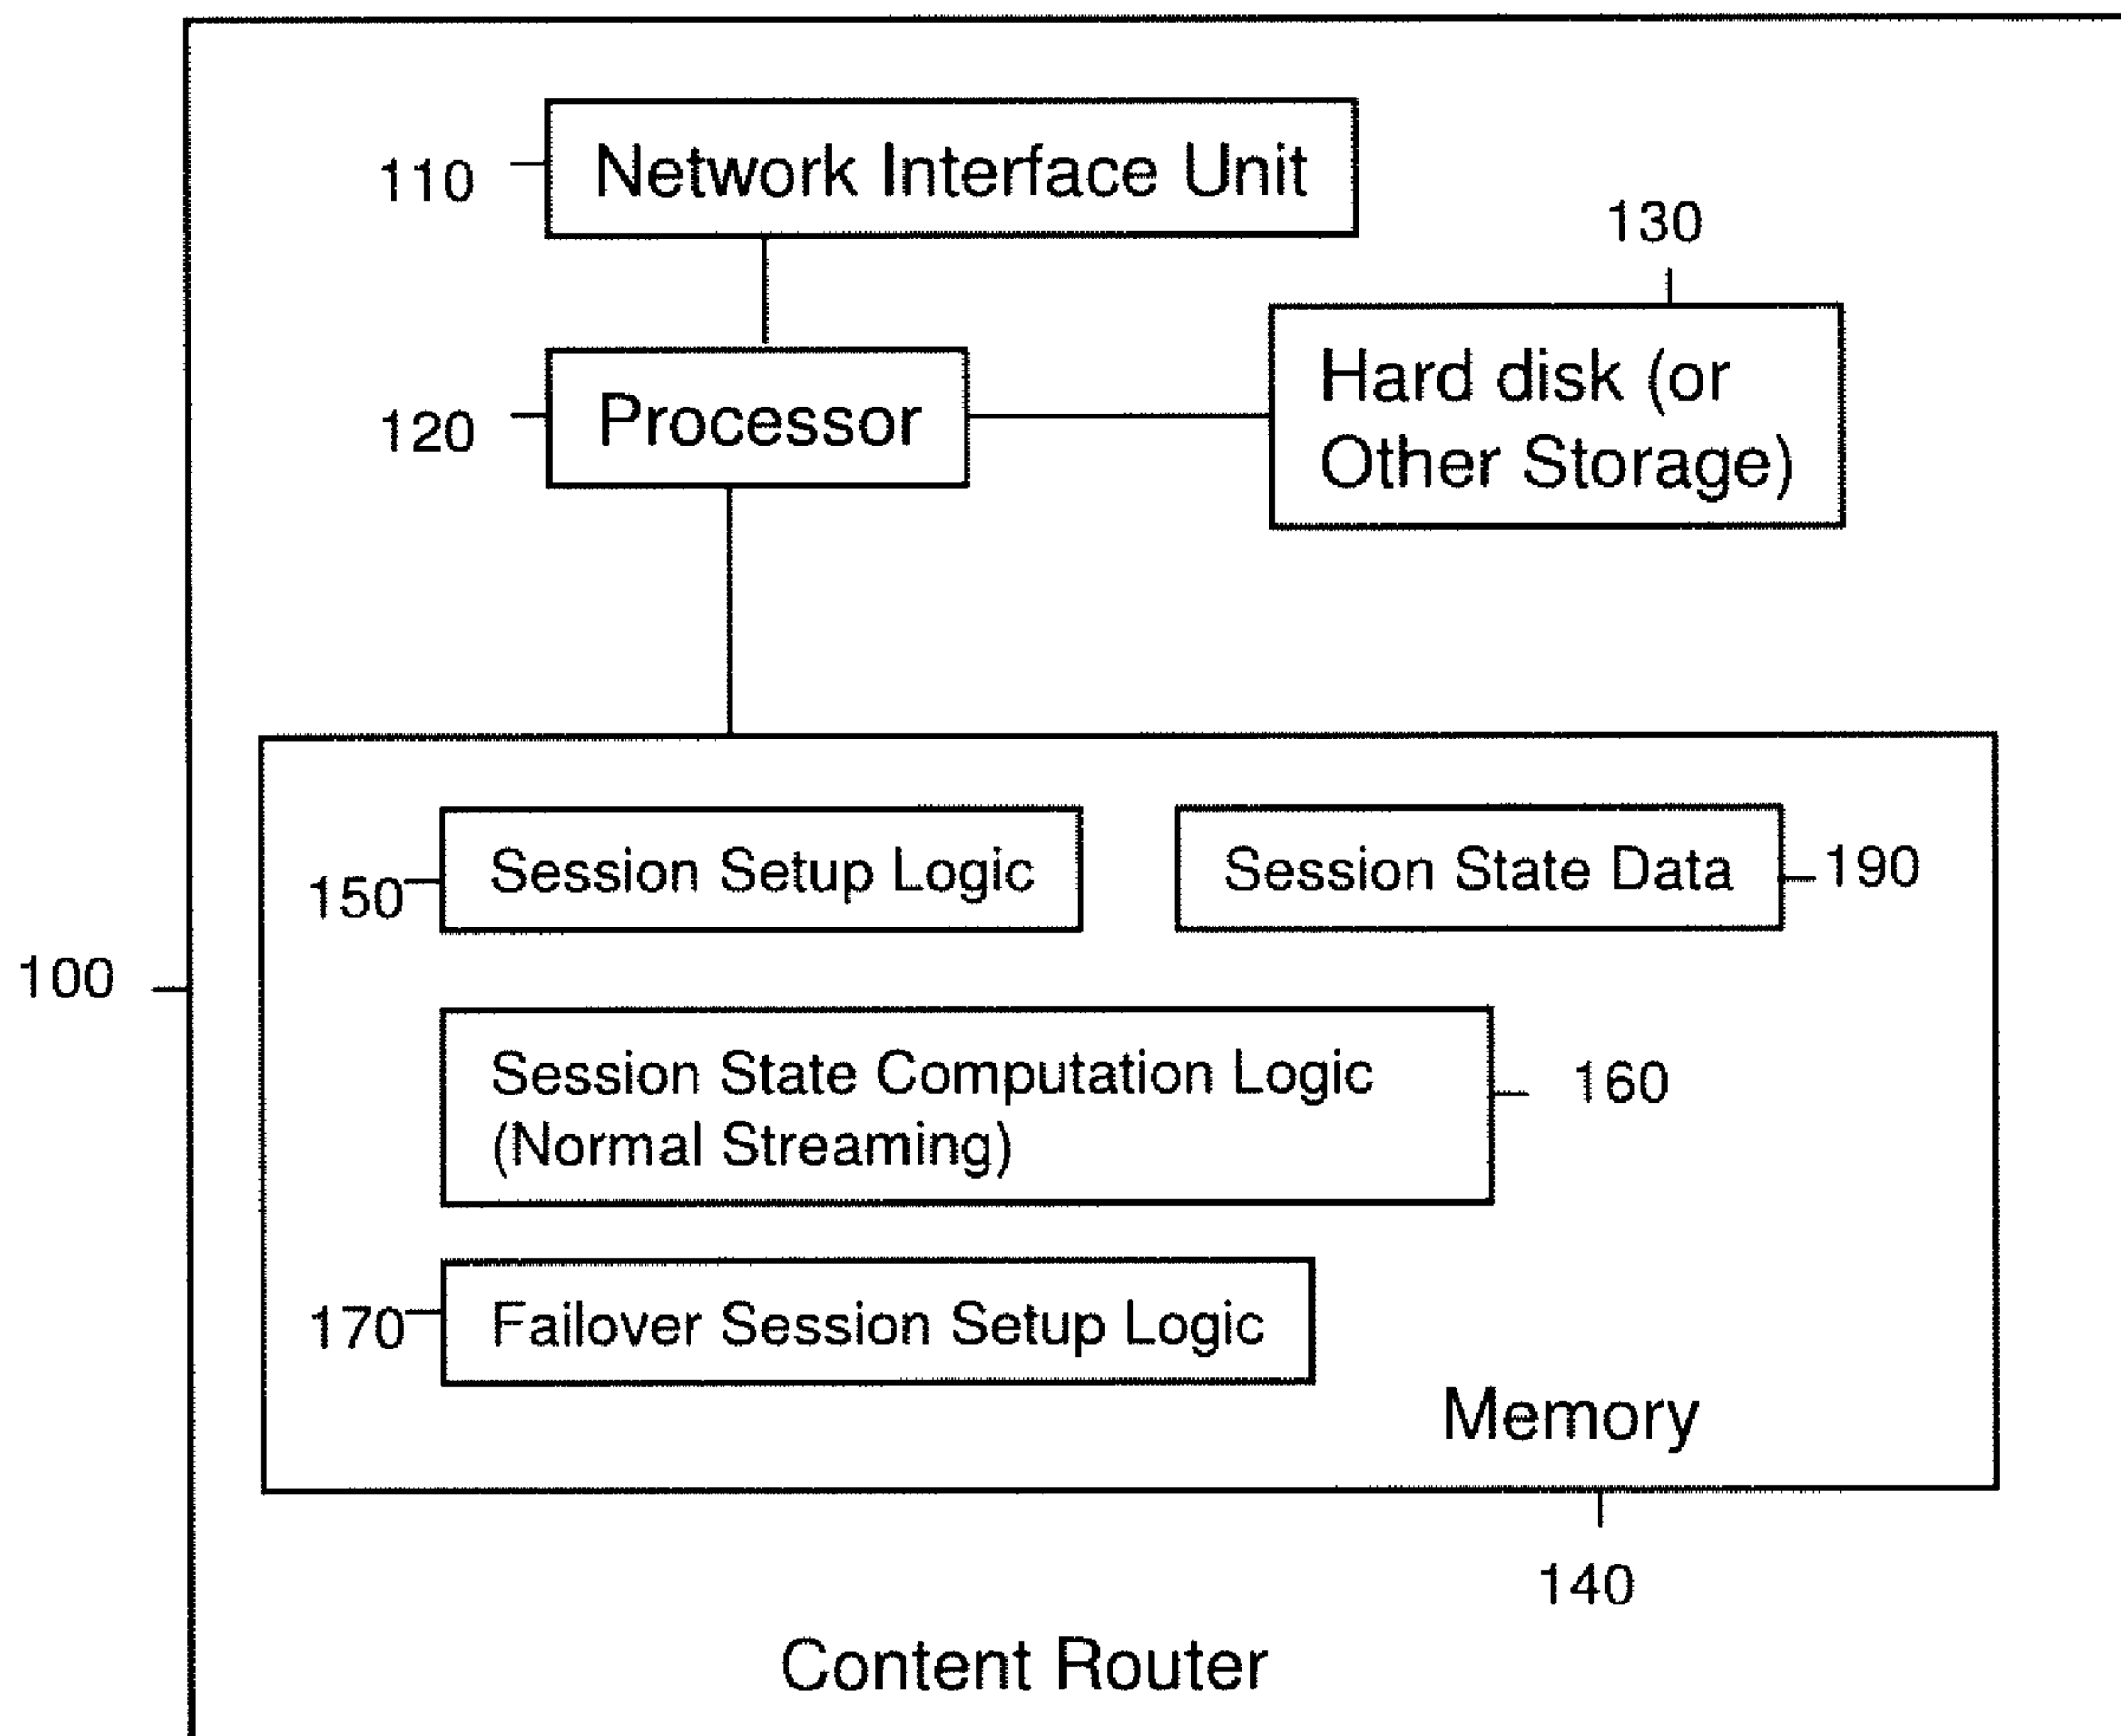 110
Network Interface Unit
130
120
Processor
Hard disk (or
Other Storage)
150
Session Setup Logic
Session State Data
190
100
Session State Computation Logic
(Normal Streaming)
160
170
Failover Session Setup Logic
Memory
140
Content Router